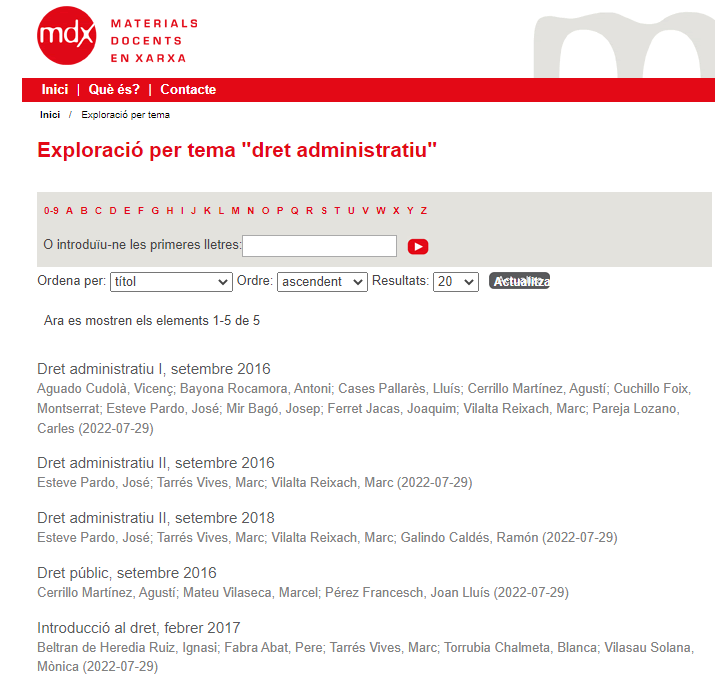 mdx
MATERIALS
DOCENTS
EN XARXA
Inici | Què és? | Contacte
Inici / Exploració per tema
Exploració per tema "dret administratiu"
0-9 A B C D E F G H I J K L M N O P Q R S T U V W X Y Z
O introduïu-ne les primeres lletres:
Ordena per: títol Ordre: ascendent Resultats: 20 Actualitza
Ara es mostren els elements 1-5 de 5
Dret administratiu I, setembre 2016
Aguado Cudolà, Vicenç; Bayona Rocamora, Antoni; Cases Pallarès, Lluís; Cerrillo Martínez, Agustí; Cuchillo Foix,
Montserrat; Esteve Pardo, José; Mir Bagó, Josep; Ferret Jacas, Joaquim; Vilalta Reixach, Marc; Pareja Lozano,
Carles (2022-07-29)
Dret administratiu II, setembre 2016
Esteve Pardo, José; Tarrés Vives, Marc; Vilalta Reixach, Marc (2022-07-29)
Dret administratiu II, setembre 2018
Esteve Pardo, José; Tarrés Vives, Marc; Vilalta Reixach, Marc; Galindo Caldés, Ramón (2022-07-29)
Dret públic, setembre 2016
Cerrillo Martínez, Agustí; Mateu Vilaseca, Marcel; Pérez Francesch, Joan Lluís (2022-07-29)
Introducció al dret, febrer 2017
Beltran de Heredia Ruiz, Ignasi; Fabra Abat, Pere; Tarrés Vives, Marc; Torrubia Chalmeta, Blanca; Vilasau Solana,
Mònica (2022-07-29)